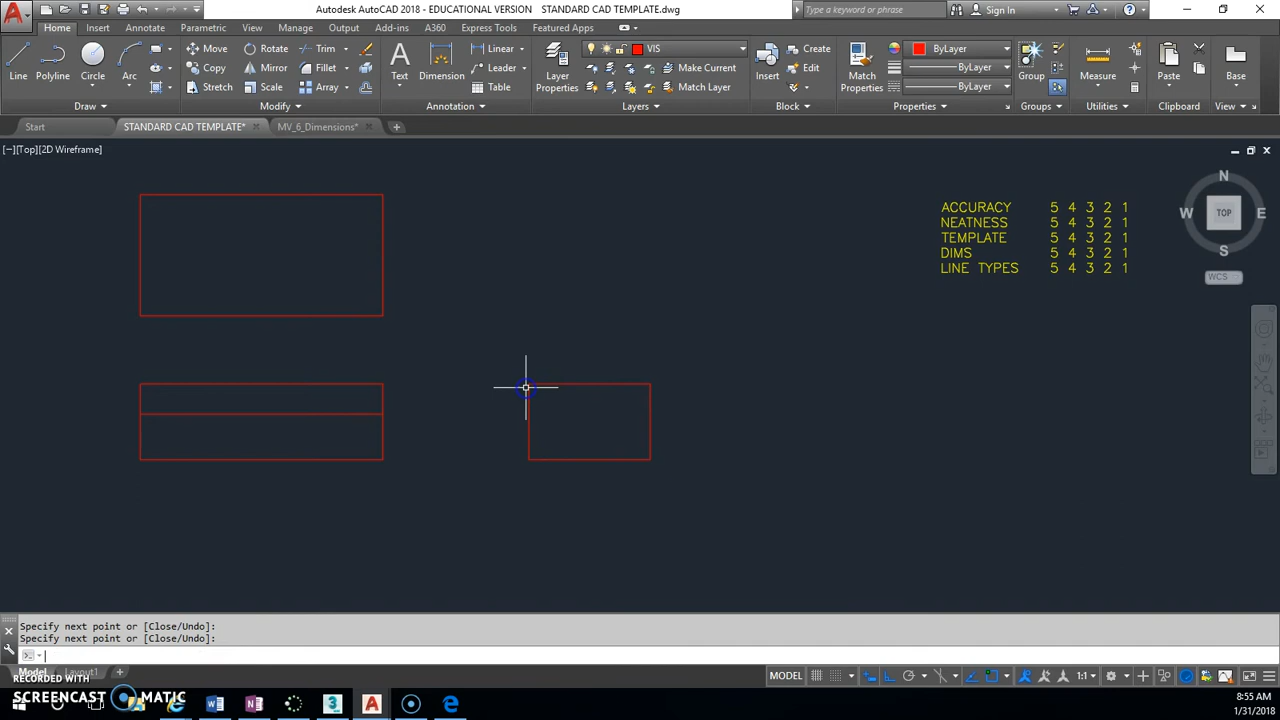 Autodesk AutoCAD 2018 - EDUCATIONAL VERSION STANDARD CAD TEMPLATE.dwg
Type a keyword or phrase
Sign In
Home Insert Annotate Parametric View Manage Output Add-ins A360 Express Tools Featured Apps
Line Polyline Circle Arc
Move Rotate Trim
Copy Mirror Fillet
Stretch Scale Array
Text Dimension
Linear
Leader
Table
Layer Properties
VIS
Make Current
Match Layer
Insert
Create
Edit
Match Properties
ByLayer
ByLayer
ByLayer
Group
Measure
Paste
Base
Draw Modify Annotation Layers Block Properties Groups Utilities Clipboard View
Start STANDARD CAD TEMPLATE* MV_6_Dimensions*
[−][Top][2D Wireframe]
N
W TOP E
S
WCS
ACCURACY 5 4 3 2 1
NEATNESS 5 4 3 2 1
TEMPLATE 5 4 3 2 1
DIMS 5 4 3 2 1
LINE TYPES 5 4 3 2 1
Specify next point or [Close/Undo]:
Specify next point or [Close/Undo]:
Model Layout1
MODEL 1:1
RECORDED WITH
SCREENCAST MATIC
8:55 AM
1/31/2018